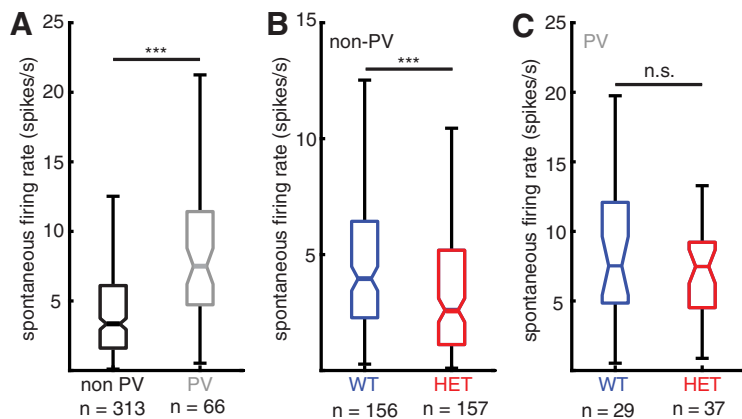 A
spontaneous firing rate (spikes/s)
25
20
15
10
5
***
non PV
PV
n = 313
n = 66
B
spontaneous firing rate (spikes/s)
15
10
5
non-PV
***
WT
HET
n = 156
n = 157
C
spontaneous firing rate (spikes/s)
25
20
15
10
5
PV
n.s.
WT
HET
n = 29
n = 37